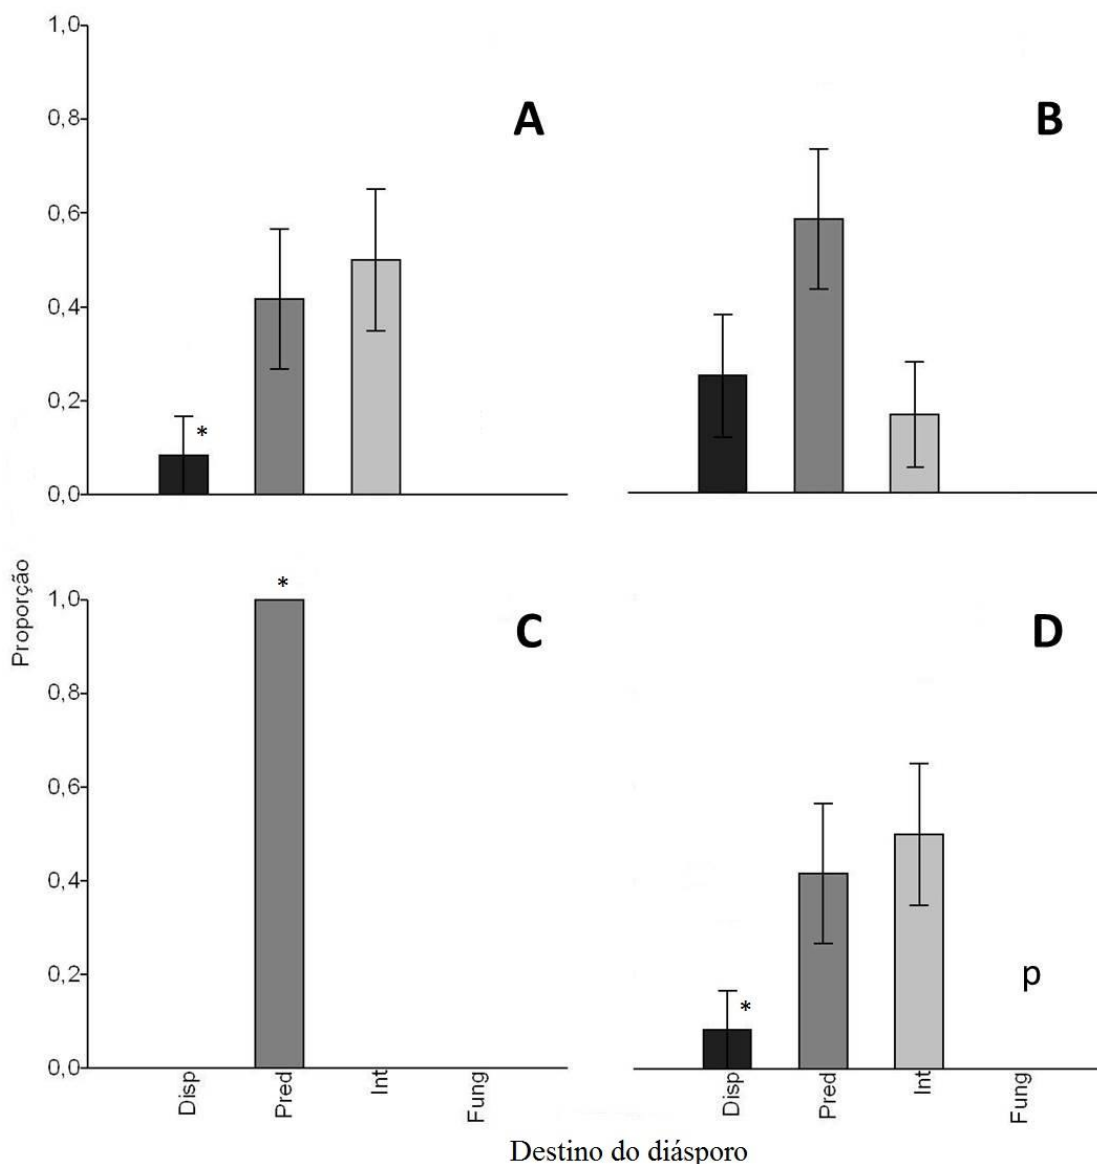 1,0
0,8
0,6
0,4
0,2
0,0
A
*
B
Proporção
1,0
0,8
0,6
0,4
0,2
0,0
*
C
Disp
Pred
Int
Fung
D
*
p
Disp
Pred
Int
Fung
Destino do diásporo